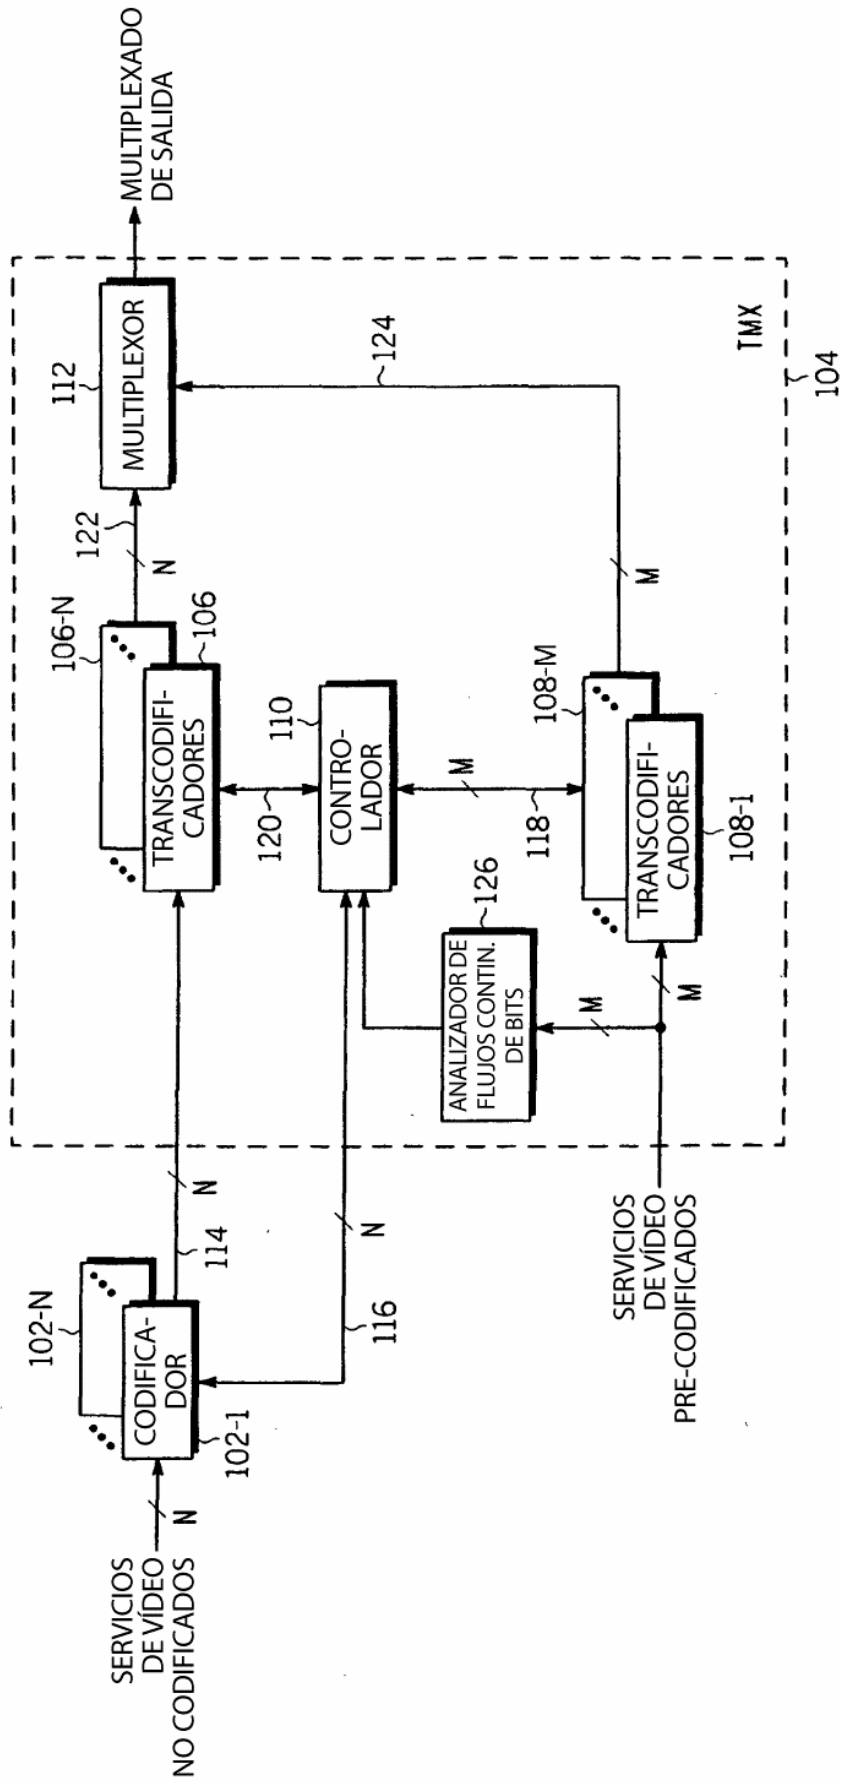 SERVICIOS
DE VÍDEO
NO CODIFICADOS
N
102-N
CODIFICA-
DOR
102-1
114
N
116
N
SERVICIOS
DE VÍDEO
PRE-CODIFICADOS
M
M
ANALIZADOR DE
FLUJOS CONTIN.
DE BITS
126
106-N
TRANSCODIFI-
CADORES
106
120
CONTRO-
LADOR
110
118
M
108-M
TRANSCODIFI-
CADORES
108-1
122
N
112
MULTIPLEXOR
124
M
TMX
104
MULTIPLEXADO
DE SALIDA